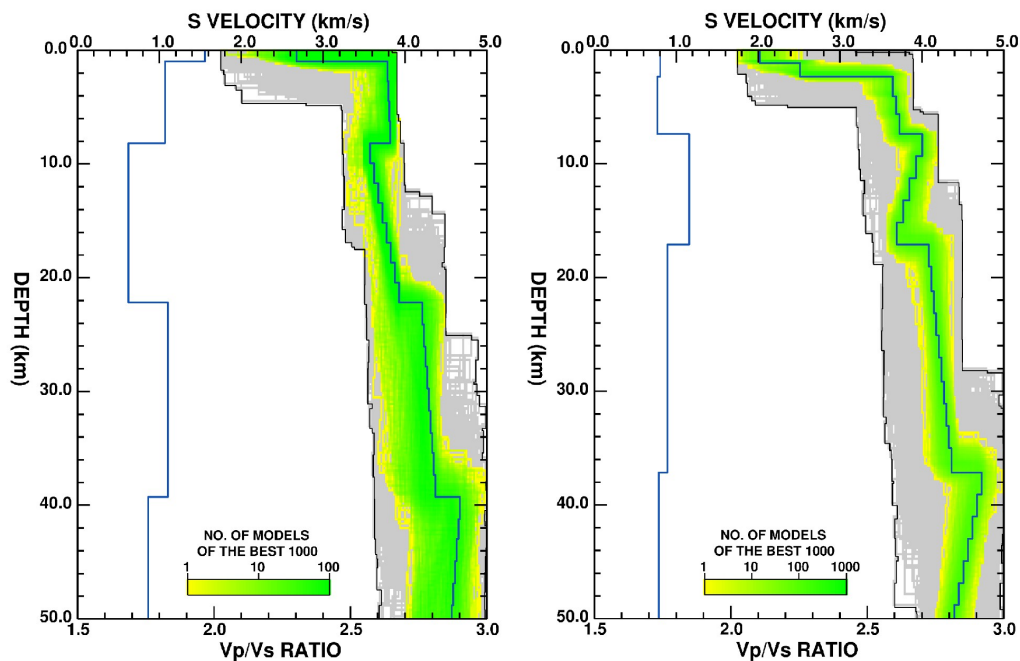 S VELOCITY (km/s)
0.0 1.0 2.0 3.0 4.0 5.0
0.0
10.0
20.0
30.0
40.0
50.0
DEPTH (km)
NO. OF MODELS
OF THE BEST 1000
1 10 100
1.5 2.0 2.5 3.0
Vp/Vs RATIO
S VELOCITY (km/s)
0.0 1.0 2.0 3.0 4.0 5.0
0.0
10.0
20.0
30.0
40.0
50.0
DEPTH (km)
NO. OF MODELS
OF THE BEST 1000
1 10 100 1000
1.5 2.0 2.5 3.0
Vp/Vs RATIO